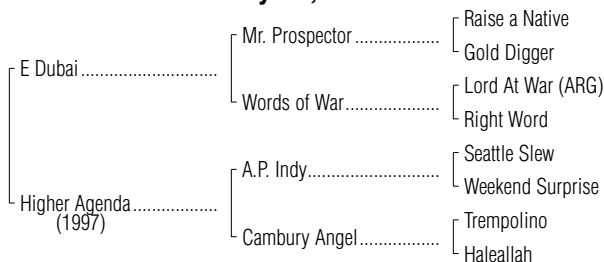 Raise a Native
Mr. Prospector ..................
Gold Digger
E Dubai .............................
Lord At War (ARG)
Words of War ....................
Right Word
Seattle Slew
A.P. Indy ............................
Weekend Surprise
Higher Agenda ..................
(1997)
Trempolino
Cambury Angel .................
Haleallah